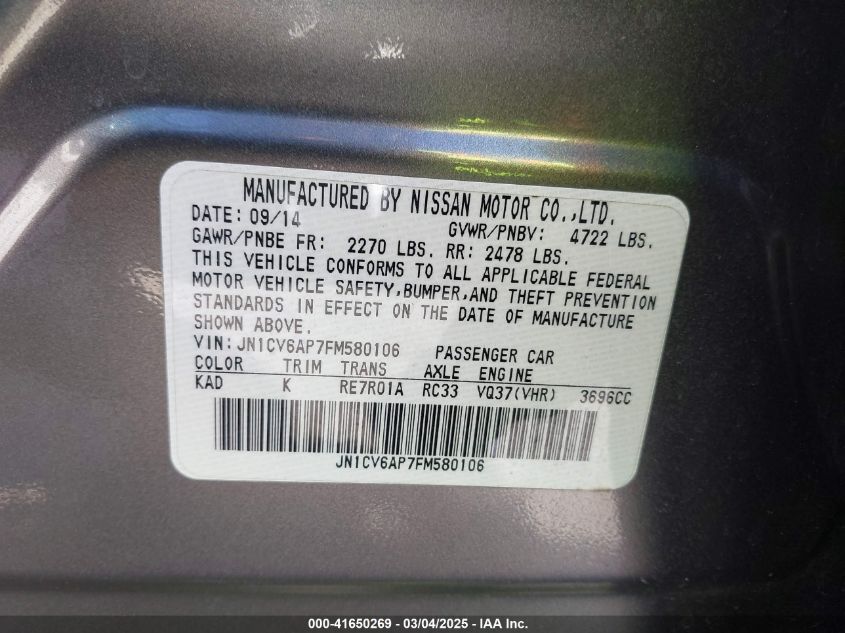 MANUFACTURED BY NISSAN MOTOR CO.,LTD.
DATE: 09/14 GVWR/PNBV: 4722 LBS.
GAWR/PNBE FR: 2270 LBS. RR: 2478 LBS.
THIS VEHICLE CONFORMS TO ALL APPLICABLE FEDERAL
MOTOR VEHICLE SAFETY,BUMPER,AND THEFT PREVENTION
STANDARDS IN EFFECT ON THE DATE OF MANUFACTURE
SHOWN ABOVE.
VIN:JN1CV6AP7FM580106 PASSENGER CAR
COLOR TRIM TRANS AXLE ENGINE
KAD K RE7R01A RC33 VQ37(VHR) 3696CC
JN1CV6AP7FM580106
000-41650269 - 03/04/2025 - IAA Inc.